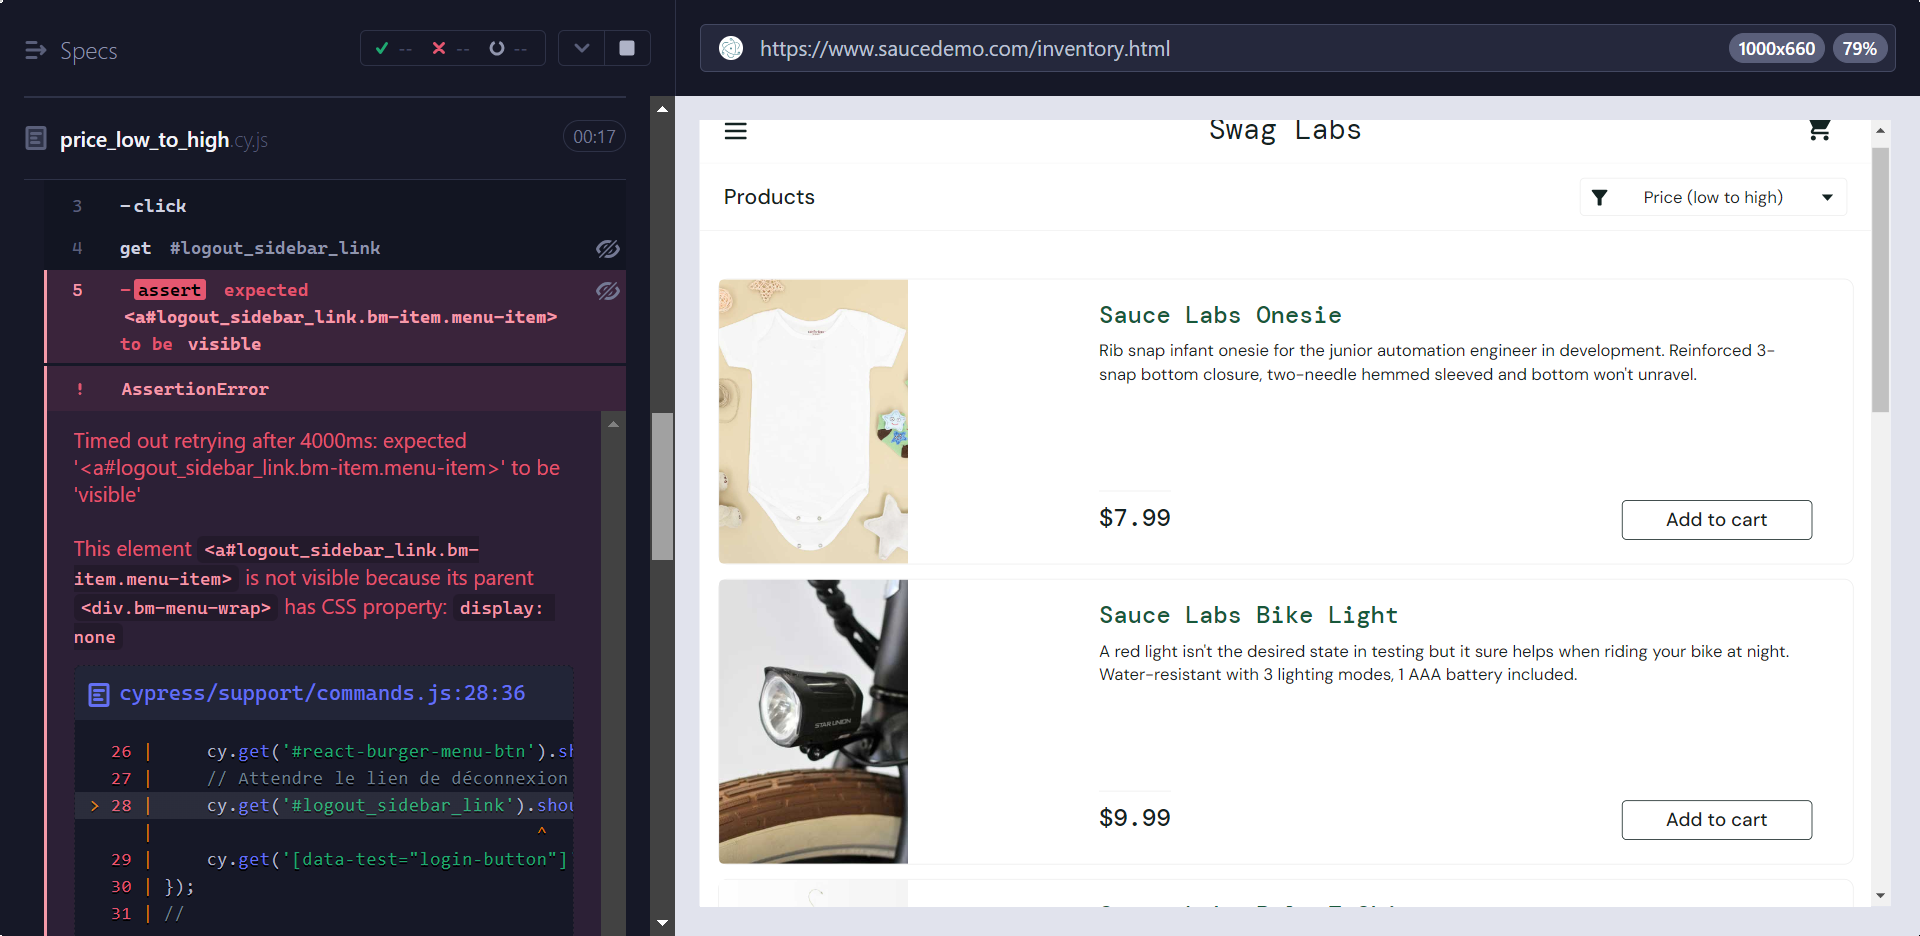 Specs
-- -- --
price_low_to_high.cy.js 00:17
3 -click
4 get #logout_sidebar_link
5 -assert expected
<a#logout_sidebar_link.bm-item.menu-item>
to be visible
! AssertionError
Timed out retrying after 4000ms: expected
'<a#logout_sidebar_link.bm-item.menu-item>' to be
'visible'
This element <a#logout_sidebar_link.bm-
item.menu-item> is not visible because its parent
<div.bm-menu-wrap> has CSS property: display:
none
cypress/support/commands.js:28:36
26 | cy.get('#react-burger-menu-btn').sh
27 | // Attendre le lien de déconnexion
> 28 | cy.get('#logout_sidebar_link').shou
| ^
29 | cy.get('[data-test="login-button"]
30 | });
31 | //
https://www.saucedemo.com/inventory.html 1000x660 79%
Swag Labs
Products Price (low to high)
Sauce Labs Onesie
Rib snap infant onesie for the junior automation engineer in development. Reinforced 3-
snap bottom closure, two-needle hemmed sleeved and bottom won't unravel.
$7.99 Add to cart
Sauce Labs Bike Light
A red light isn't the desired state in testing but it sure helps when riding your bike at night.
Water-resistant with 3 lighting modes, 1 AAA battery included.
STAR UNION
$9.99 Add to cart